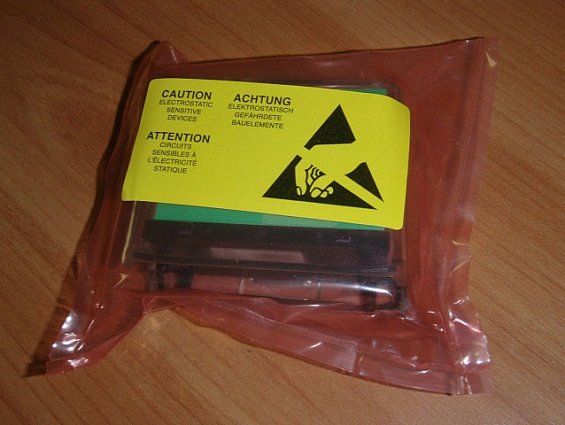 CAUTION
ELECTROSTATIC
SENSITIVE
DEVICES
ACHTUNG
ELEKTROSTATISCH
GEFÄHRDETE
BAUELEMENTE
ATTENTION
CIRCUITS
SENSIBLES À
L'ÉLECTRICITÉ
STATIQUE